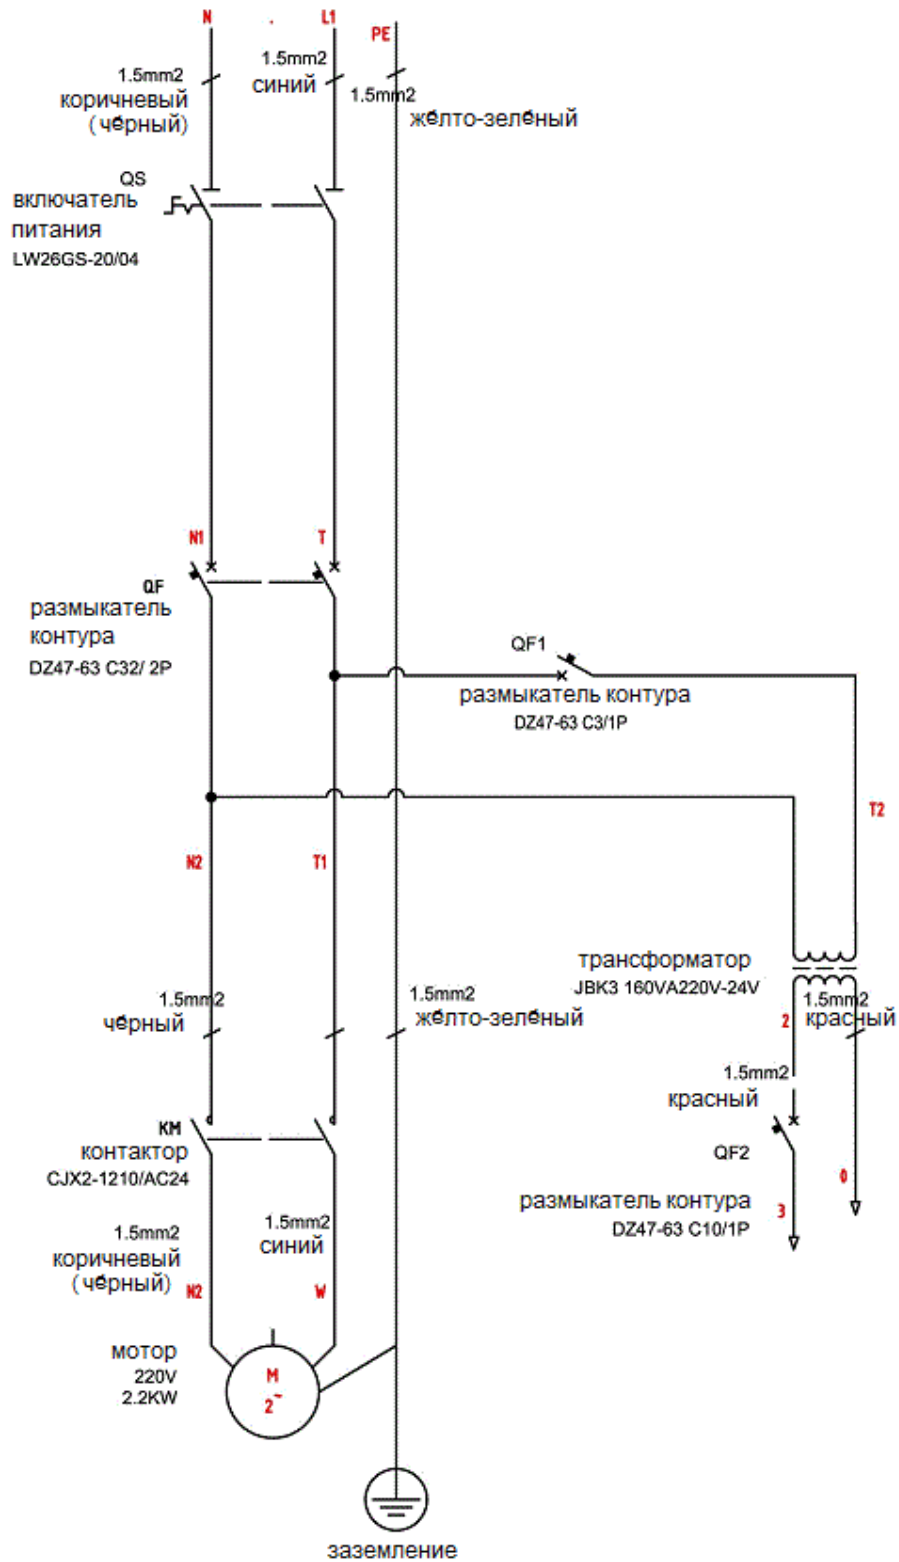 N
L1
PE
1.5mm2
коричневый
(чёрный)
1.5mm2
синий
1.5mm2
жёлто-зелёный
QS
включатель
питания
LW26GS-20/04
N1
T
QF
размыкатель
контура
DZ47-63 C32/ 2P
QF1
размыкатель контура
DZ47-63 C3/1P
N2
T1
T2
трансформатор
JBK3 160VA220V-24V
1.5mm2
чёрный
1.5mm2
жёлто-зелёный
2
1.5mm2
красный
1.5mm2
красный
KM
контактор
CJX2-1210/AC24
QF2
0
размыкатель контура
DZ47-63 C10/1P
3
1.5mm2
коричневый
(чёрный)
1.5mm2
синий
N2
W
мотор
220V
2.2KW
M
2~
заземление